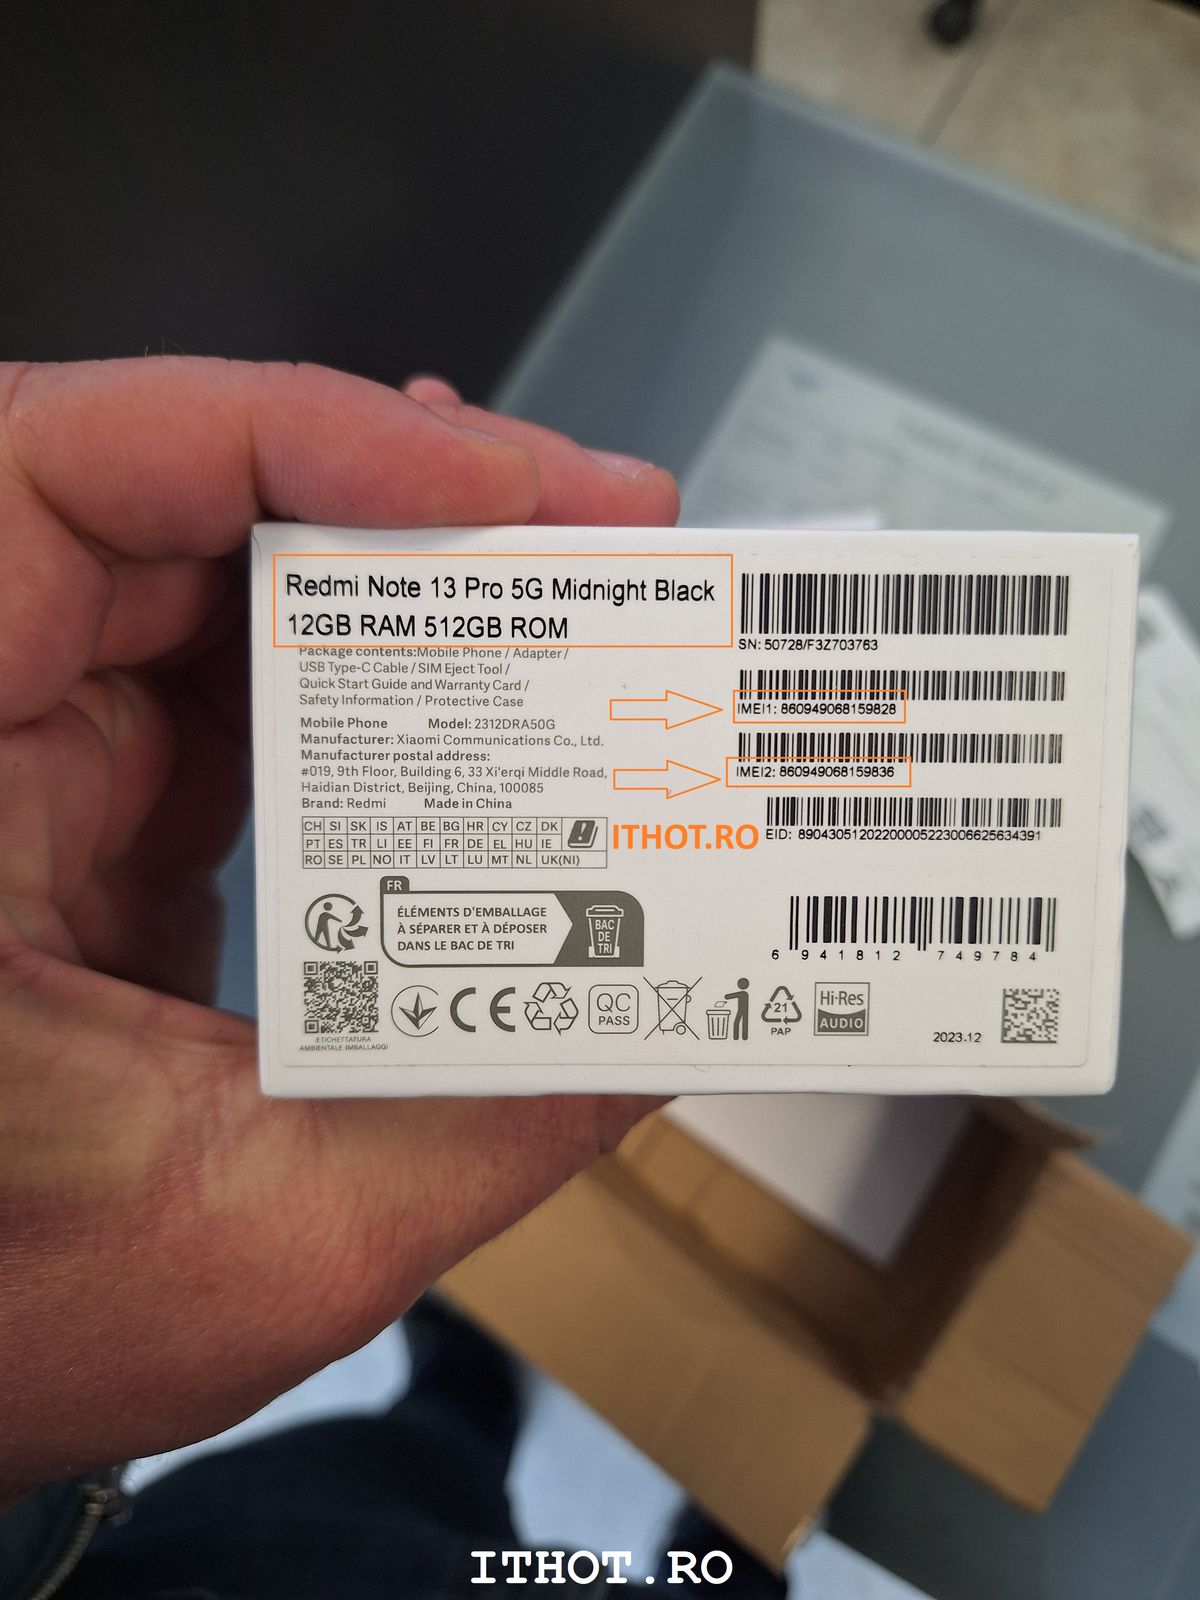 Redmi Note 13 Pro 5G Midnight Black
12GB RAM 512GB ROM
Package contents:Mobile Phone / Adapter /
USB Type-C Cable / SIM Eject Tool /
Quick Start Guide and Warranty Card /
Safety Information / Protective Case
Mobile Phone Model: 2312DRA50G
Manufacturer: Xiaomi Communications Co., Ltd.
Manufacturer postal address:
#019, 9th Floor, Building 6, 33 Xi'erqi Middle Road,
Haidian District, Beijing, China, 100085
Brand: Redmi Made in China
CH SI SK IS AT BE BG HR CY CZ DK
PT ES TR LI EE FI FR DE EL HU IE
RO SE PL NO IT LV LT LU MT NL UK(NI)
FR
ÉLÉMENTS D'EMBALLAGE
À SÉPARER ET À DÉPOSER
DANS LE BAC DE TRI
BAC
DE
TRI
ETICHETTATURA
AMBIENTALE IMBALLAGGI
CE
QC
PASS
21
PAP
Hi-Res
AUDIO
SN: 50728/F3Z703763
IMEI1: 860949068159828
IMEI2: 860949068159836
ITHOT.RO
EID: 89043051202200005223006625634391
6 941812 749784
2023.12
ITHOT.RO